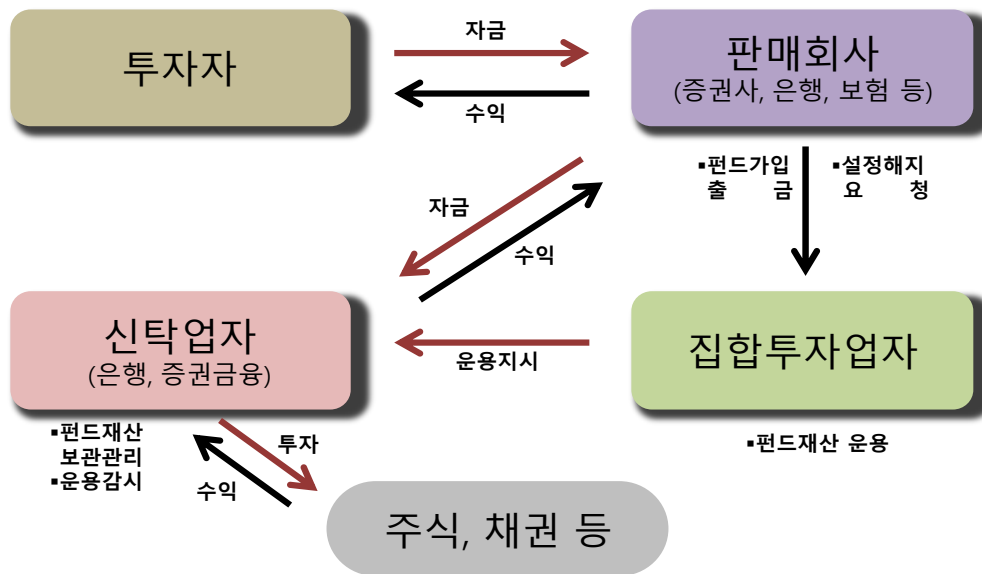 투자자
자금
수익
판매회사
(증권사, 은행, 보험 등)
▪펀드가입
출 금
▪설정해지
요 청
자금
수익
신탁업자
(은행, 증권금융)
운용지시
집합투자업자
▪펀드재산
보관관리
▪운용감시
투자
수익
▪펀드재산 운용
주식, 채권 등